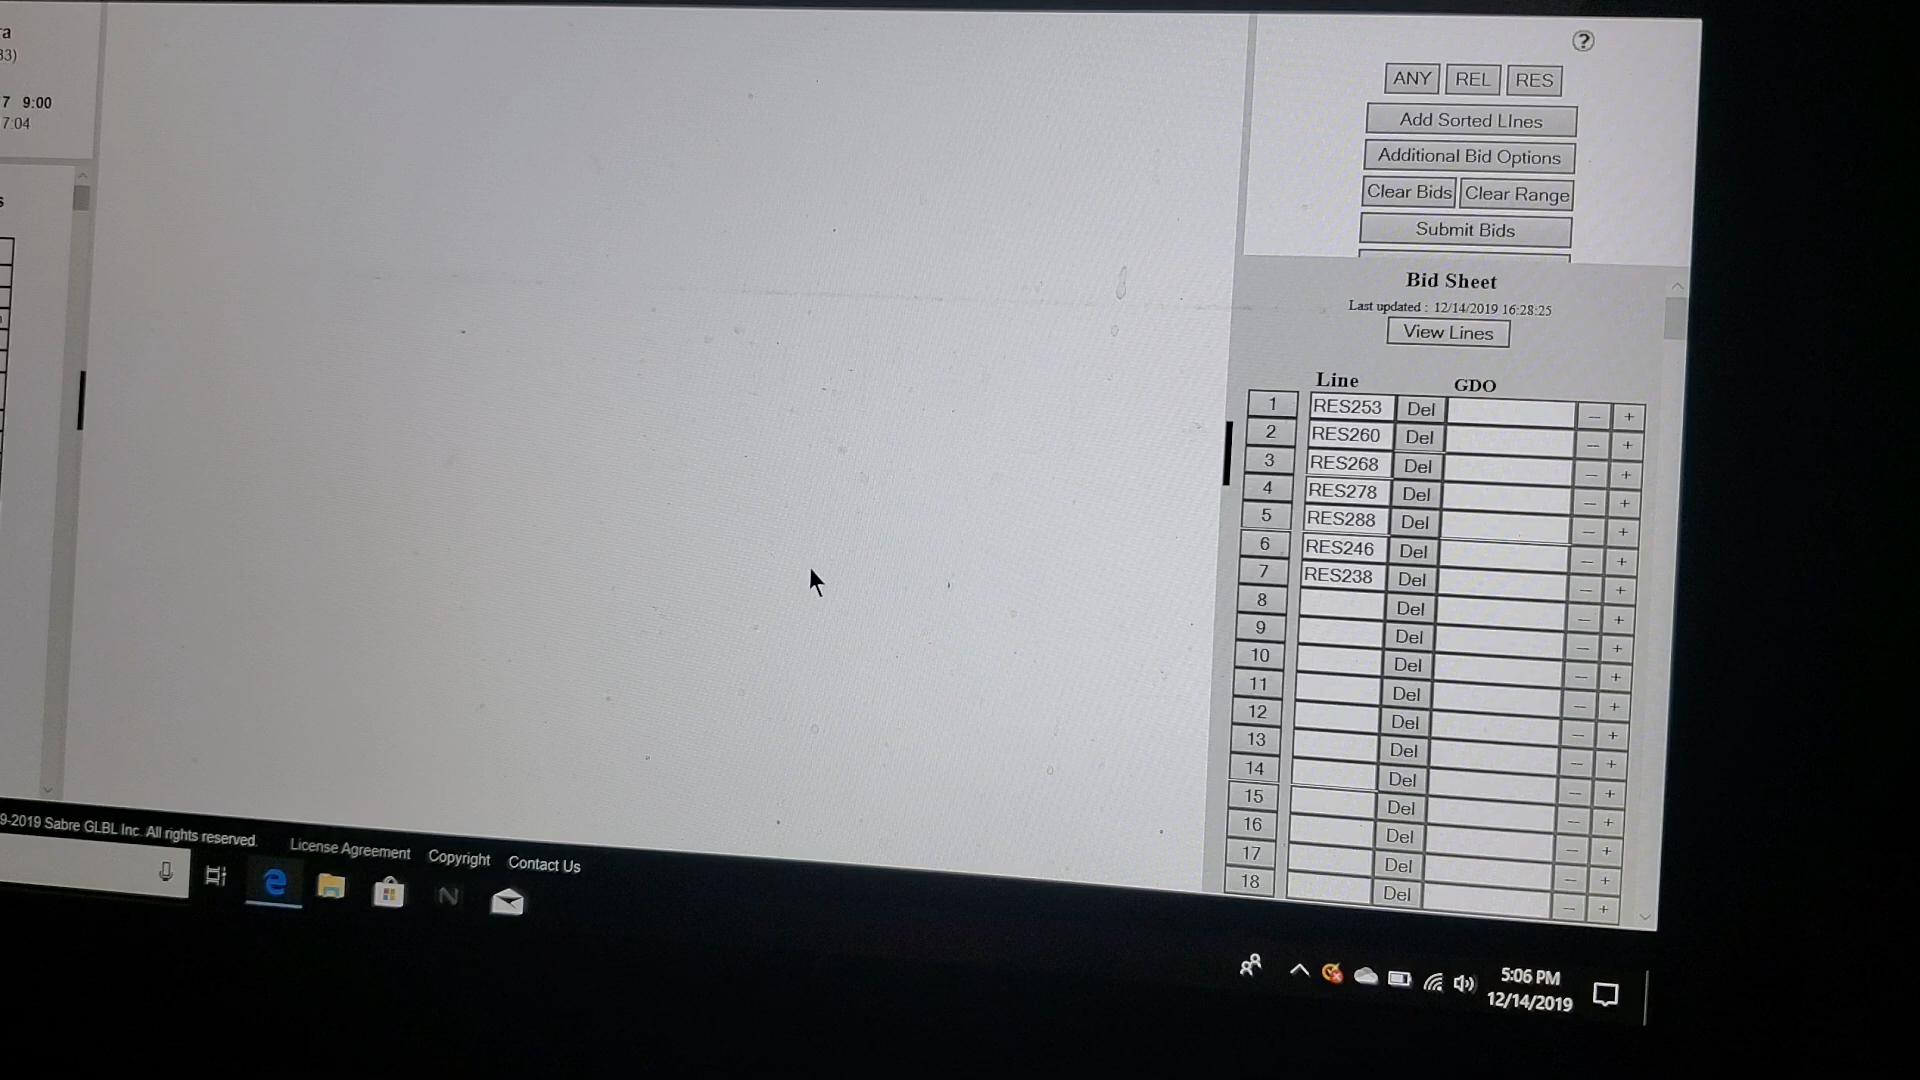 a
33)
7 9:00
7:04
s
?
ANY REL RES
Add Sorted LInes
Additional Bid Options
Clear Bids Clear Range
Submit Bids
Bid Sheet
Last updated : 12/14/2019 16:28:25
View Lines
Line GDO
1 RES253 Del — +
2 RES260 Del — +
3 RES268 Del — +
4 RES278 Del — +
5 RES288 Del — +
6 RES246 Del — +
7 RES238 Del — +
8 Del — +
9 Del — +
10 Del — +
11 Del — +
12 Del — +
13 Del — +
14 Del — +
15 Del — +
16 Del — +
17 Del — +
18 Del — +
9-2019 Sabre GLBL Inc. All rights reserved. License Agreement Copyright Contact Us
5:06 PM
12/14/2019